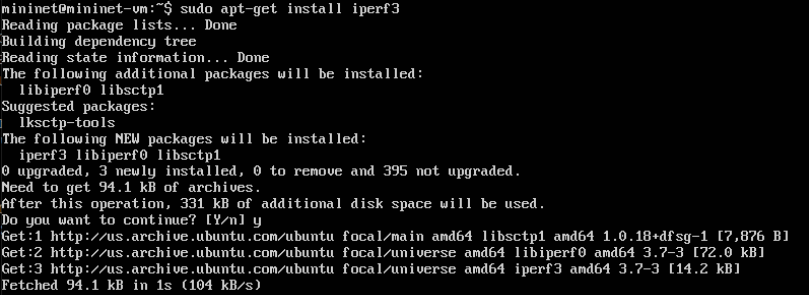 mininet@mininet-vm:~$ sudo apt-get install iperf3
Reading package lists... Done
Building dependency tree
Reading state information... Done
The following additional packages will be installed:
  libiperf0 libsctp1
Suggested packages:
  lksctp-tools
The following NEW packages will be installed:
  iperf3 libiperf0 libsctp1
0 upgraded, 3 newly installed, 0 to remove and 395 not upgraded.
Need to get 94.1 kB of archives.
After this operation, 331 kB of additional disk space will be used.
Do you want to continue? [Y/n] y
Get:1 http://us.archive.ubuntu.com/ubuntu focal/main amd64 libsctp1 amd64 1.0.18+dfsg-1 [7,876 B]
Get:2 http://us.archive.ubuntu.com/ubuntu focal/universe amd64 libiperf0 amd64 3.7-3 [72.0 kB]
Get:3 http://us.archive.ubuntu.com/ubuntu focal/universe amd64 iperf3 amd64 3.7-3 [14.2 kB]
Fetched 94.1 kB in 1s (104 kB/s)